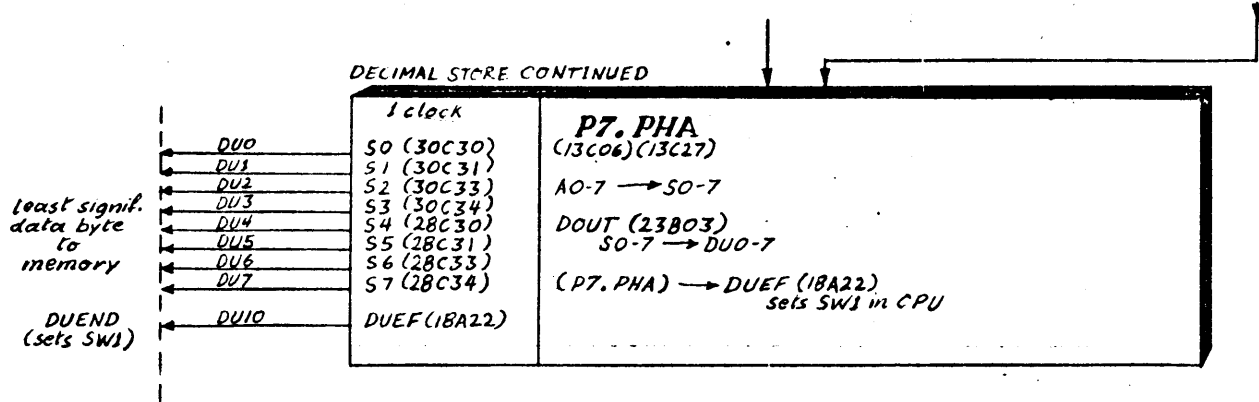 DECIMAL STORE CONTINUED
1 clock
P7.PHA
DU0 S0 (30C30) (13C06)(13C27)
DU1 S1 (30C31)
DU2 S2 (30C33) A0-7 → S0-7
DU3 S3 (30C34)
DU4 S4 (28C30) DOUT (23B03)
DU5 S5 (28C31) S0-7 → DU0-7
DU6 S6 (28C33)
DU7 S7 (28C34) (P7.PHA) → DUEF (18A22)
sets SW1 in CPU
least signif.
data byte
to
memory
DUEND DU10 DUEF(18A22)
(sets SW1)